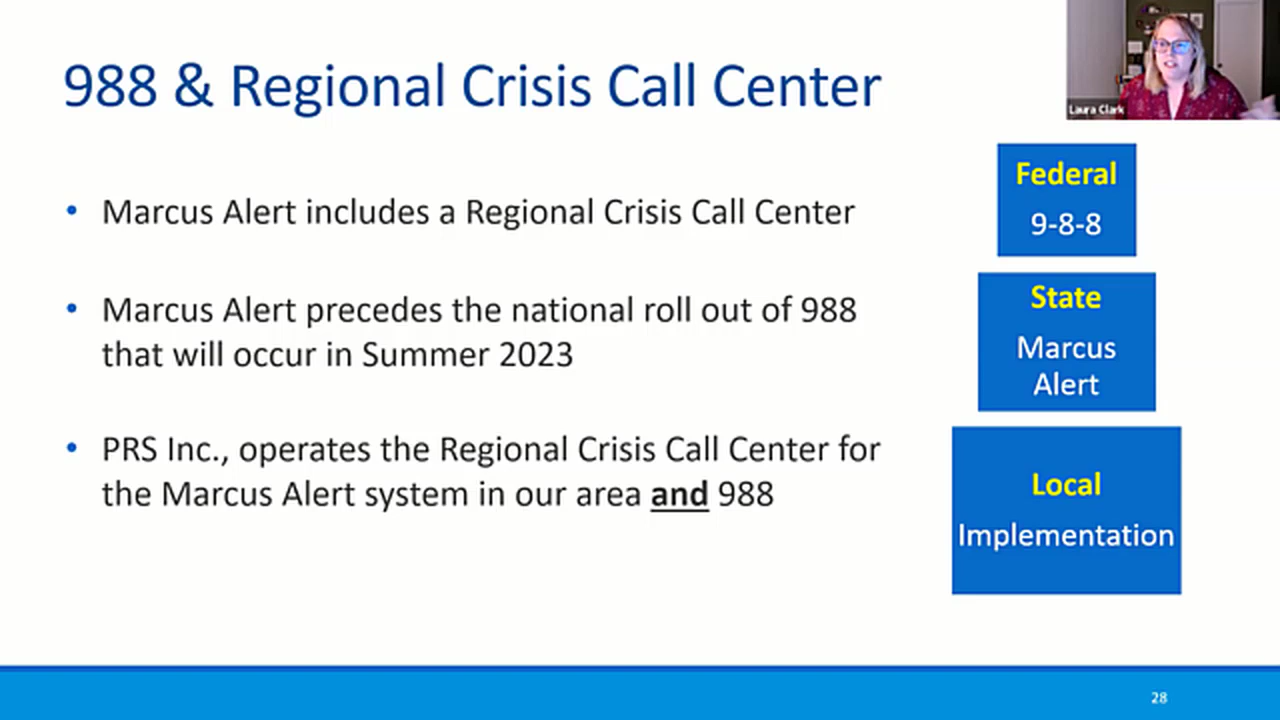 988 & Regional Crisis Call Center
Laura Clark
• Marcus Alert includes a Regional Crisis Call Center
• Marcus Alert precedes the national roll out of 988
that will occur in Summer 2023
• PRS Inc., operates the Regional Crisis Call Center for
the Marcus Alert system in our area and 988
Federal
9-8-8
State
Marcus
Alert
Local
Implementation
28